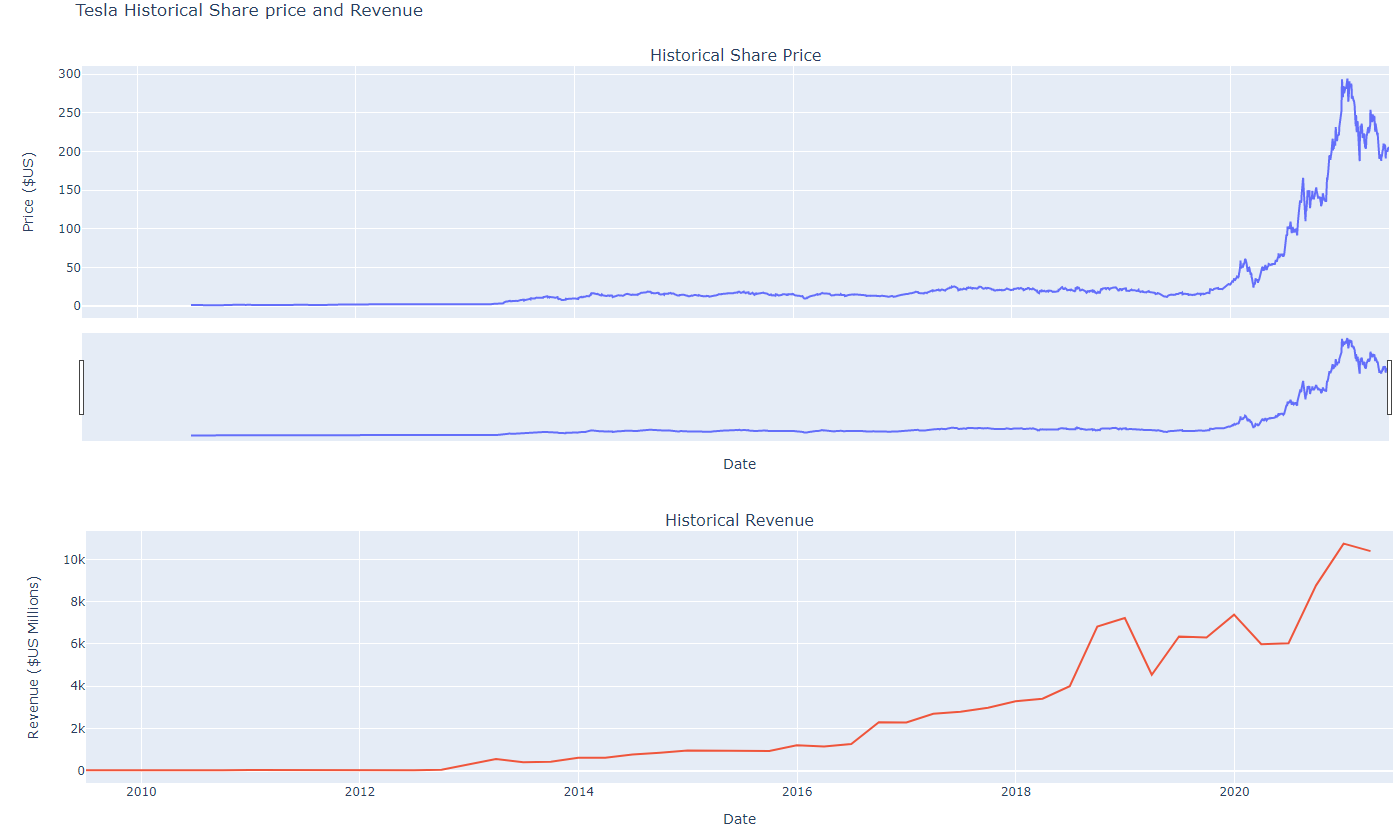 Tesla Historical Share price and Revenue
Historical Share Price
300
250
200
150
100
50
0
Price ($US)
Date
Historical Revenue
10k
8k
6k
4k
2k
0
Revenue ($US Millions)
2010 2012 2014 2016 2018 2020
Date